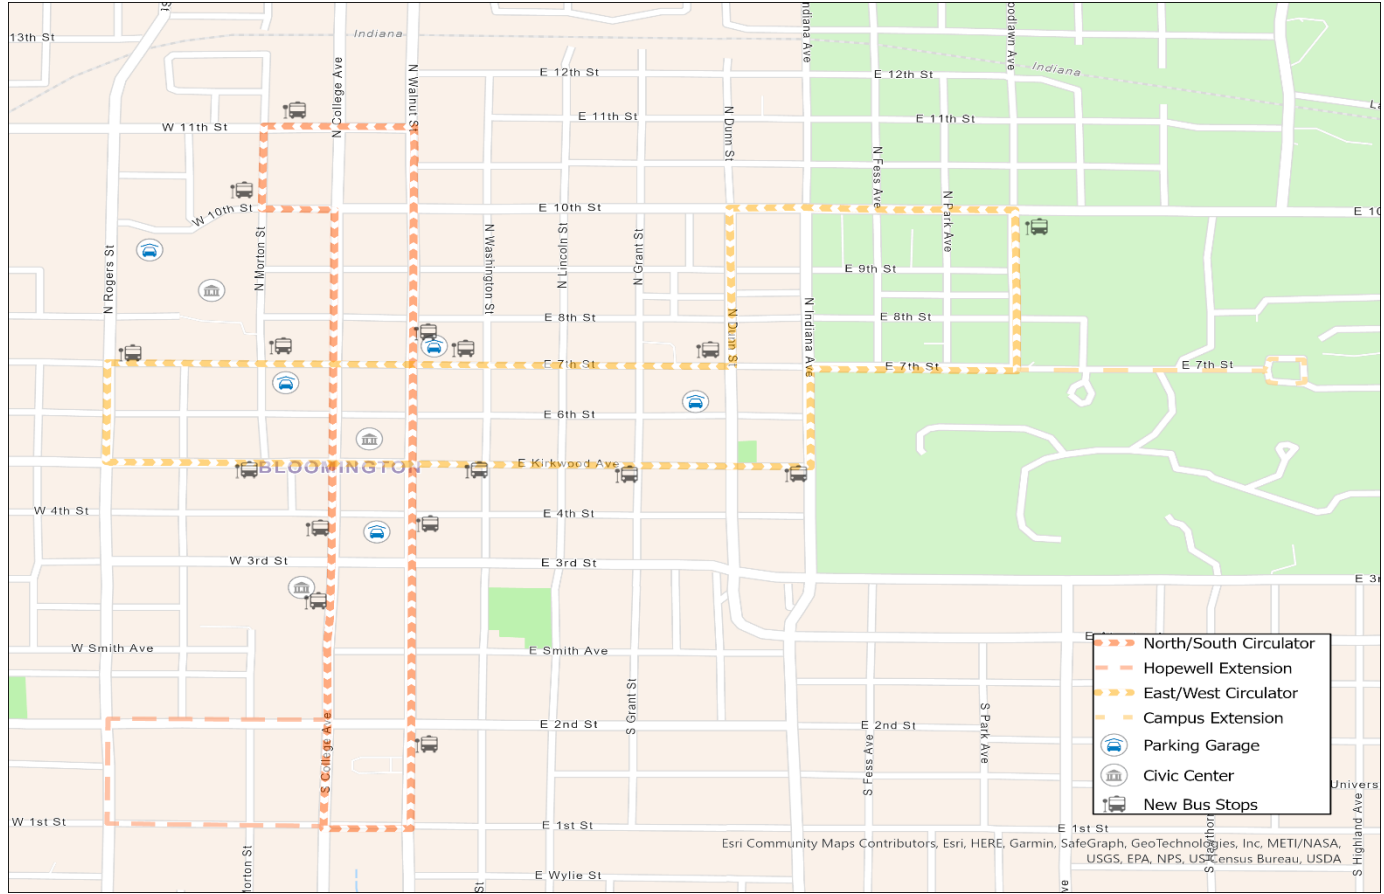 13th St
Indiana
N College Ave
N Walnut St
E 12th St
Indiana Ave
E 12th St
Indiana
W 11th St
E 11th St
N Dunn St
E 11th St
N Fess Ave
N Park Ave
W 10th St
E 10th St
E 10
N Rogers St
N Morton St
N Washington St
N Lincoln St
N Grant St
E 9th St
N Indiana Ave
E 8th St
N Dunn St
E 8th St
E 7th St
E 7th St
E 7th St
E 6th St
BLOOMINGTON
E Kirkwood Ave
W 4th St
E 4th St
W 3rd St
E 3rd St
W Smith Ave
E Smith Ave
S Grant St
S College Ave
E 2nd St
E 2nd St
S Fess Ave
S Park Ave
North/South Circulator
Hopewell Extension
East/West Circulator
Campus Extension
Parking Garage
Civic Center
New Bus Stops
Univers
W 1st St
E 1st St
E 1st St
S Highland Ave
E Wylie St
Esri Community Maps Contributors, Esri, HERE, Garmin, SafeGraph, GeoTechnologies, Inc, METI/NASA,
USGS, EPA, NPS, US Census Bureau, USDA